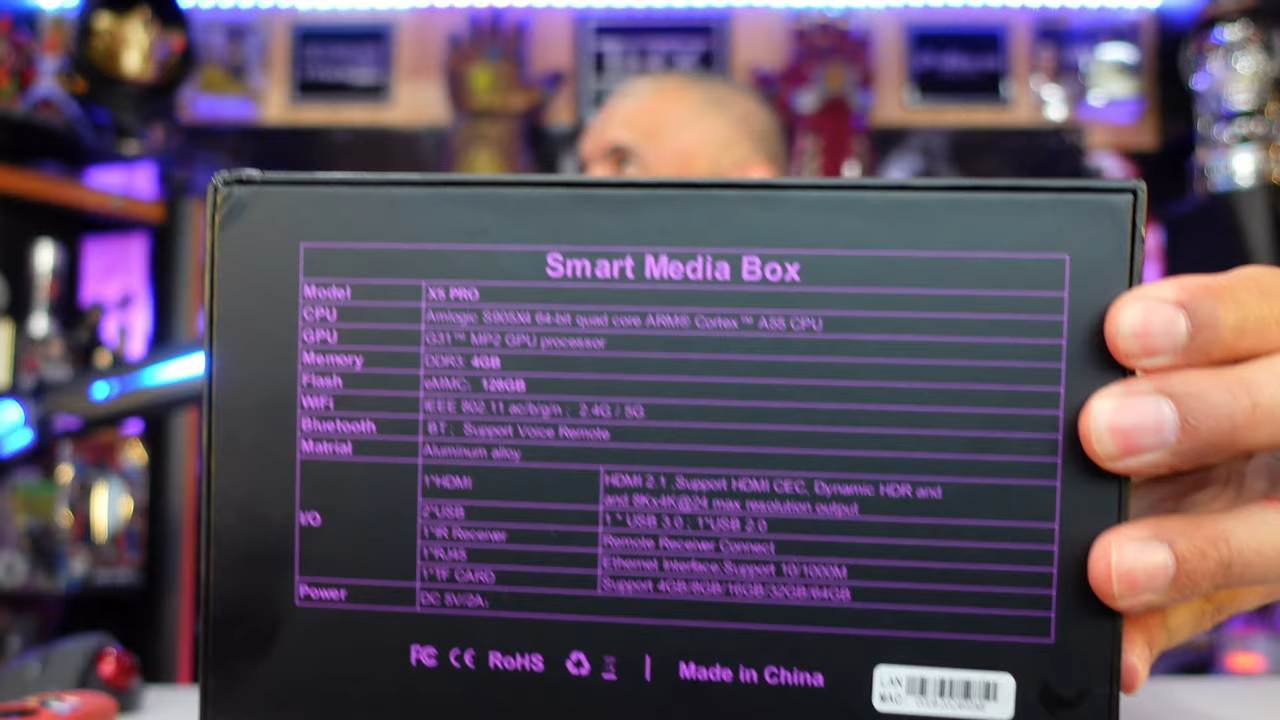 Smart Media Box
Model X5 PRO
CPU Amlogic S905X4 64-bit quad core ARM® Cortex™ A55 CPU
GPU G31™ MP2 GPU processor
Memory DDR3: 4GB
Flash eMMC: 128GB
WiFi IEEE 802.11 ac/b/g/n ; 2.4G / 5G
Bluetooth BT ; Support Voice Remote
Matrial Aluminum alloy
I/O
1*HDMI HDMI 2.1 ,Support HDMI CEC, Dynamic HDR and
and 8Kx4K@24 max resolution output
2*USB 1 * USB 3.0 ; 1*USB 2.0
1*IR Recener Remote Recener Connect
1*RJ45 Ethernet Interface,Support 10/1000M
1*TF CARD Support 4GB/8GB/16GB/32GB/64GB
Power DC 5V/2A;
FC CE RoHS | Made in China
LAN
MAC: